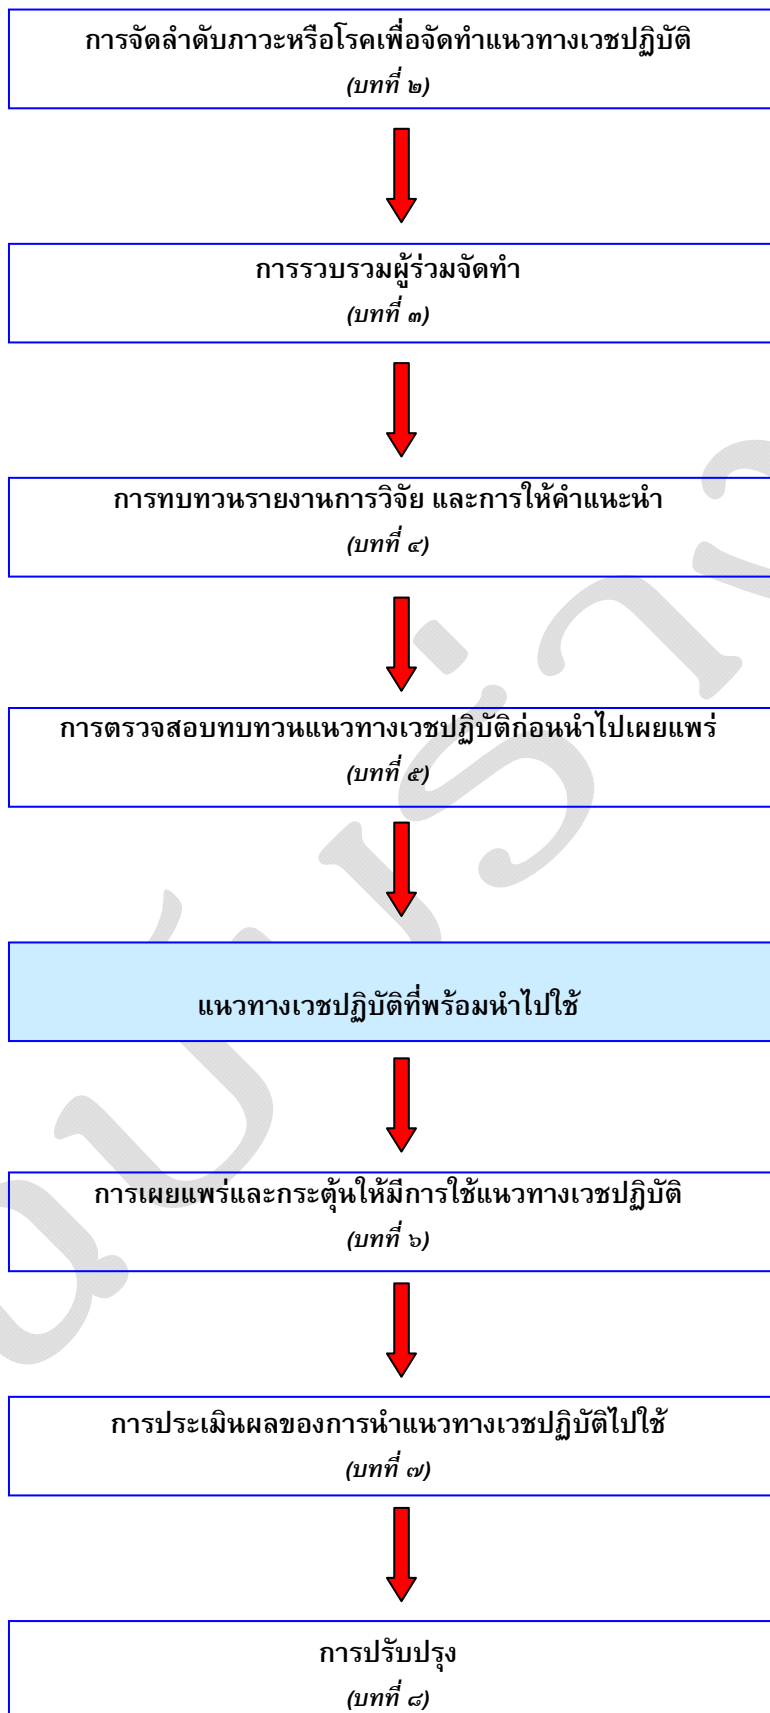 การจัดลำดับภาวะหรือโรคเพื่อจัดทำแนวทางเวชปฏิบัติ
(บทที่ ๒)
การรวบรวมผู้ร่วมจัดทำ
(บทที่ ๓)
การทบทวนรายงานการวิจัย และการให้คำแนะนำ
(บทที่ ๔)
การตรวจสอบทบทวนแนวทางเวชปฏิบัติก่อนนำไปเผยแพร่
(บทที่ ๕)
แนวทางเวชปฏิบัติที่พร้อมนำไปใช้
การเผยแพร่และกระตุ้นให้มีการใช้แนวทางเวชปฏิบัติ
(บทที่ ๖)
การประเมินผลของการนำแนวทางเวชปฏิบัติไปใช้
(บทที่ ๗)
การปรับปรุง
(บทที่ ๘)